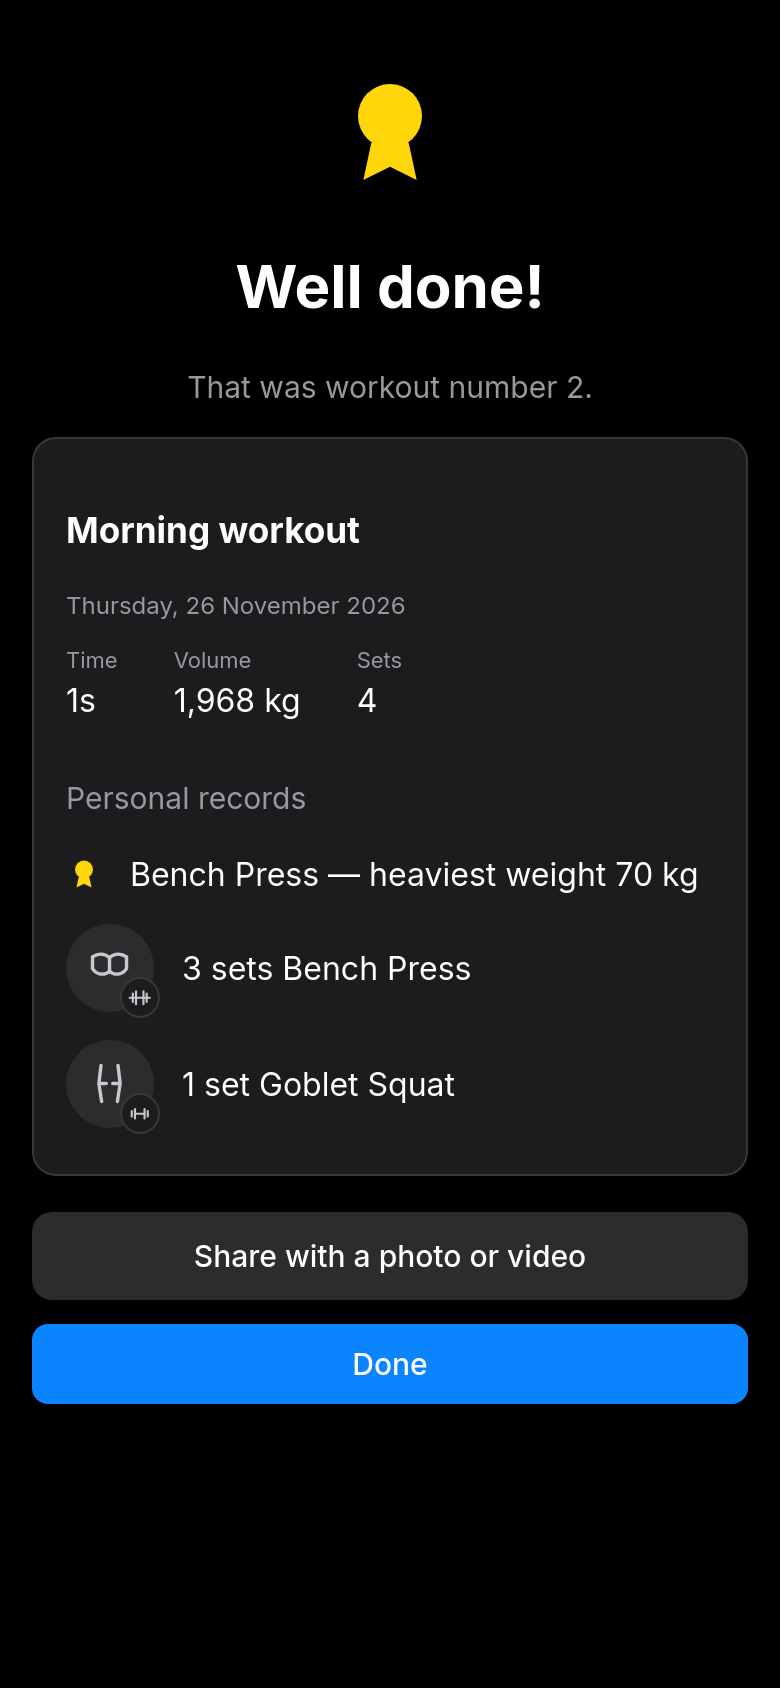 Well done!
That was workout number 2.
Morning workout
Thursday, 26 November 2026
Time Volume Sets
1s 1,968 kg 4
Personal records
Bench Press — heaviest weight 70 kg
3 sets Bench Press
1 set Goblet Squat
Share with a photo or video
Done